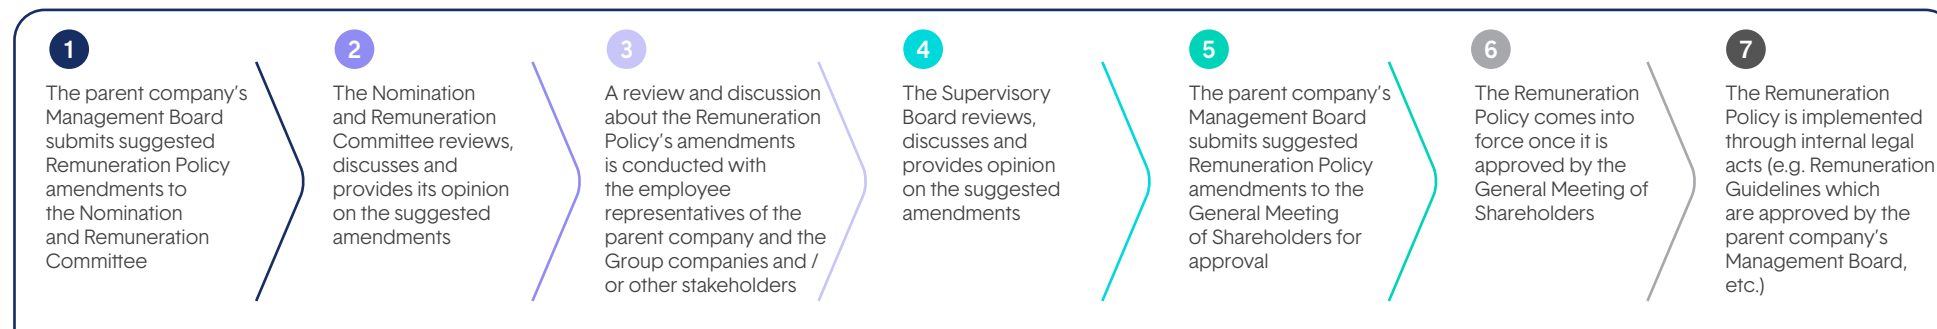 1
The parent company's
Management Board
submits suggested
Remuneration Policy
amendments to
the Nomination
and Remuneration
Committee
2
The Nomination
and Remuneration
Committee reviews,
discusses and
provides its opinion
on the suggested
amendments
3
A review and discussion
about the Remuneration
Policy's amendments
is conducted with
the employee
representatives of the
parent company and the
Group companies and /
or other stakeholders
4
The Supervisory
Board reviews,
discusses and
provides opinion
on the suggested
amendments
5
The parent company's
Management Board
submits suggested
Remuneration Policy
amendments to the
General Meeting
of Shareholders for
approval
6
The Remuneration
Policy comes into
force once it is
approved by the
General Meeting of
Shareholders
7
The Remuneration
Policy is implemented
through internal legal
acts (e.g. Remuneration
Guidelines which
are approved by the
parent company's
Management Board,
etc.)